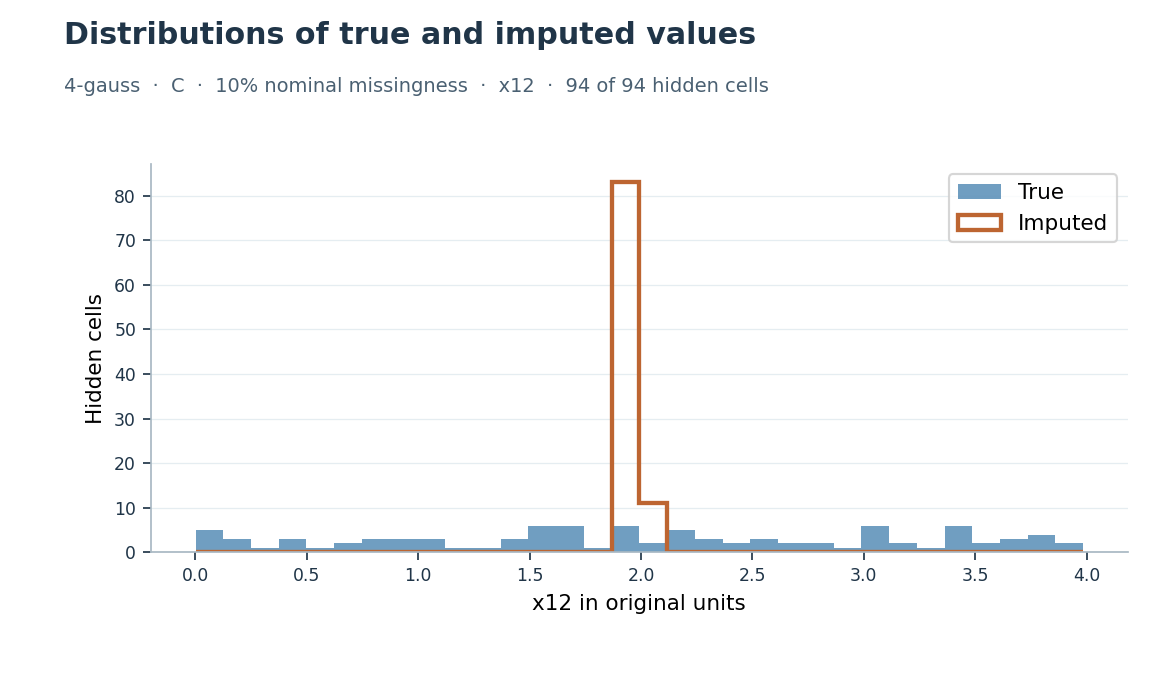 Distributions of true and imputed values
4-gauss · C · 10% nominal missingness · x12 · 94 of 94 hidden cells
True
Imputed
Hidden cells
80
70
60
50
40
30
20
10
0
0.0 0.5 1.0 1.5 2.0 2.5 3.0 3.5 4.0
x12 in original units